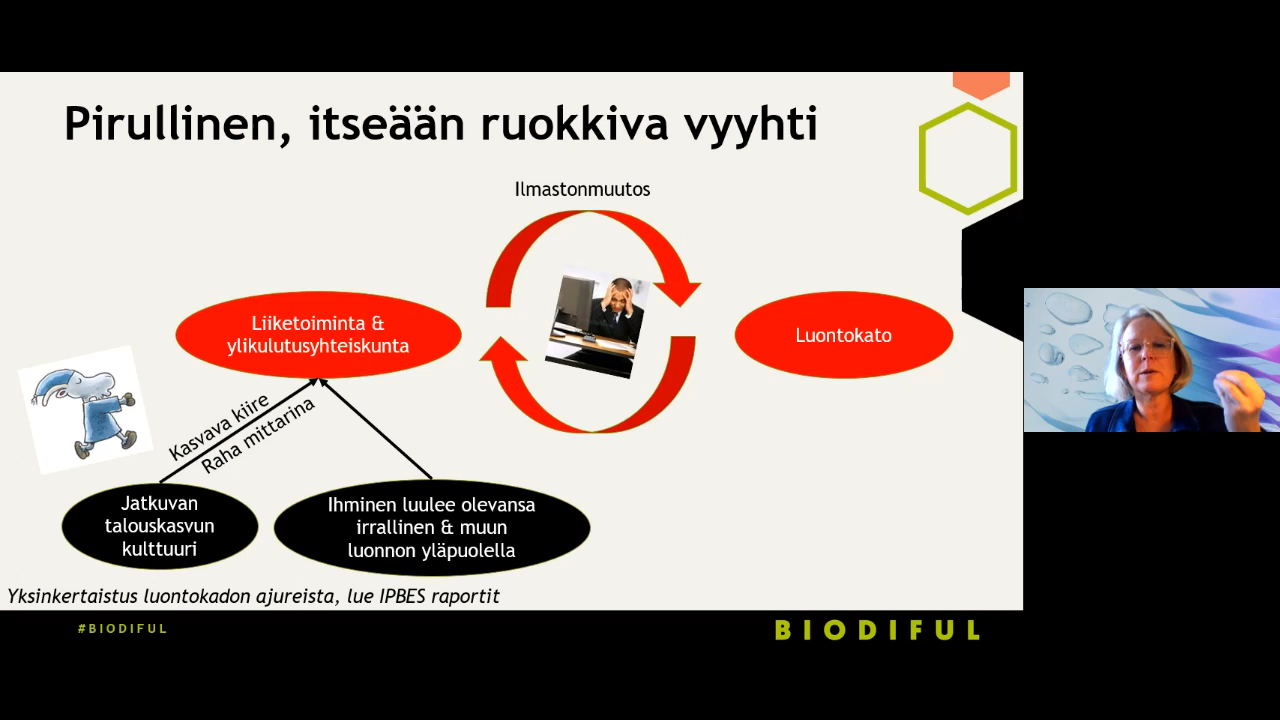 Pirullinen, itseään ruokkiva vyyhti
Ilmastonmuutos
Liiketoiminta &
ylikulutusyhteiskunta
Luontokato
Kasvava kiire
Raha mittarina
Jatkuvan
talouskasvun
kulttuuri
Ihminen luulee olevansa
irrallinen & muun
luonnon yläpuolella
Yksinkertaistus luontokadon ajureista, lue IPBES raportit
#BIODIFUL
BIODIFUL